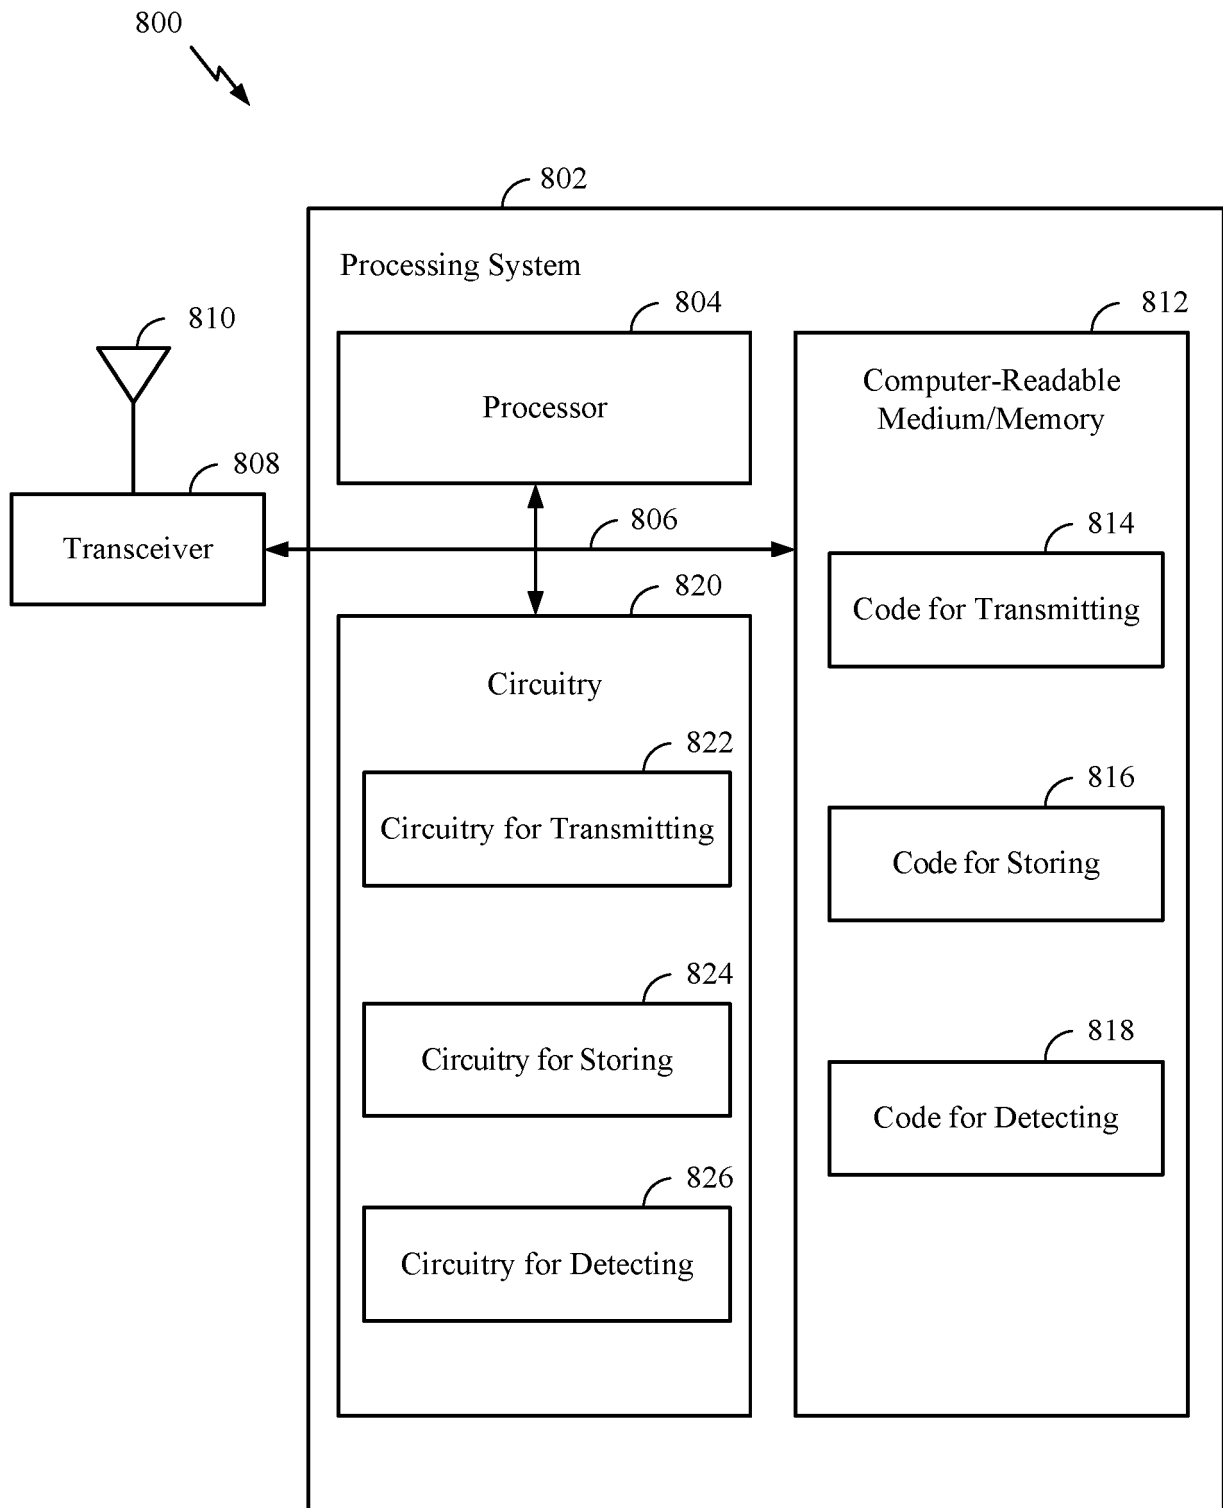 800
802
Processing System
804
812
810
Processor
Computer-Readable
Medium/Memory
808
Transceiver
806
814
Code for Transmitting
820
Circuitry
822
Circuitry for Transmitting
816
Code for Storing
824
Circuitry for Storing
818
Code for Detecting
826
Circuitry for Detecting